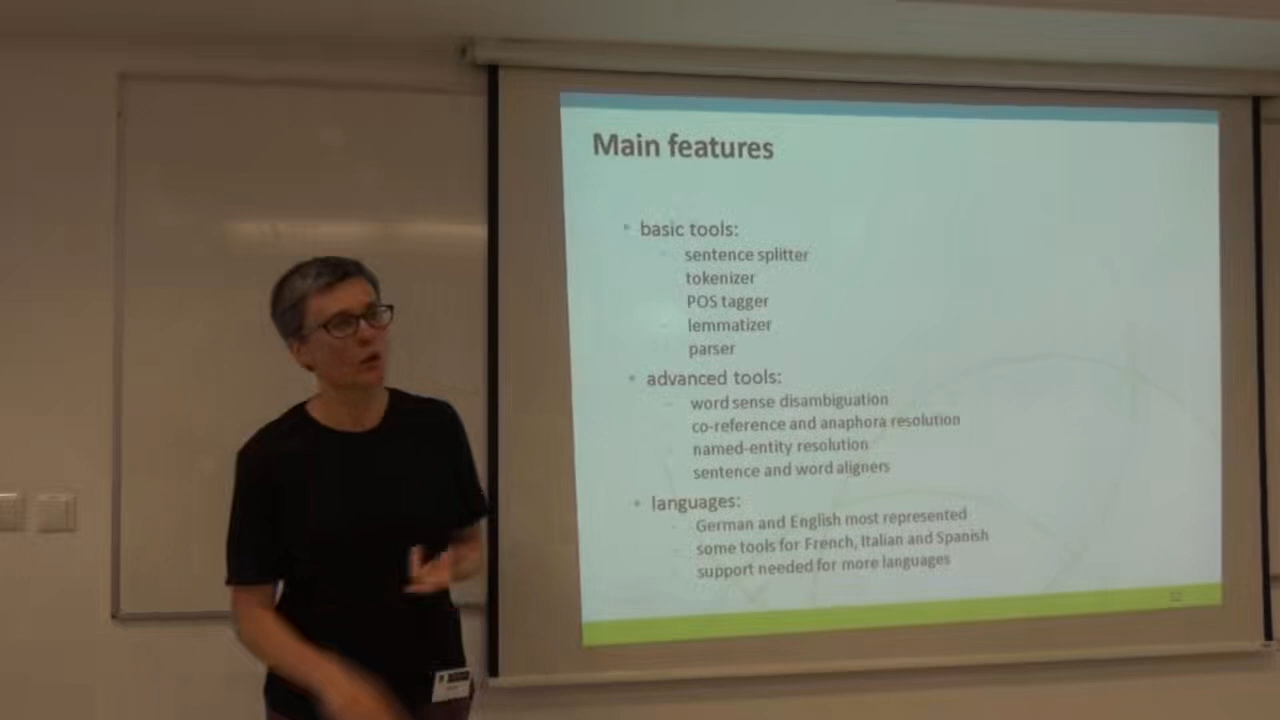 Main features
basic tools:
sentence splitter
tokenizer
POS tagger
lemmatizer
parser
advanced tools:
word sense disambiguation
co-reference and anaphora resolution
named-entity resolution
sentence and word aligners
languages:
German and English most represented
some tools for French, Italian and Spanish
support needed for more languages